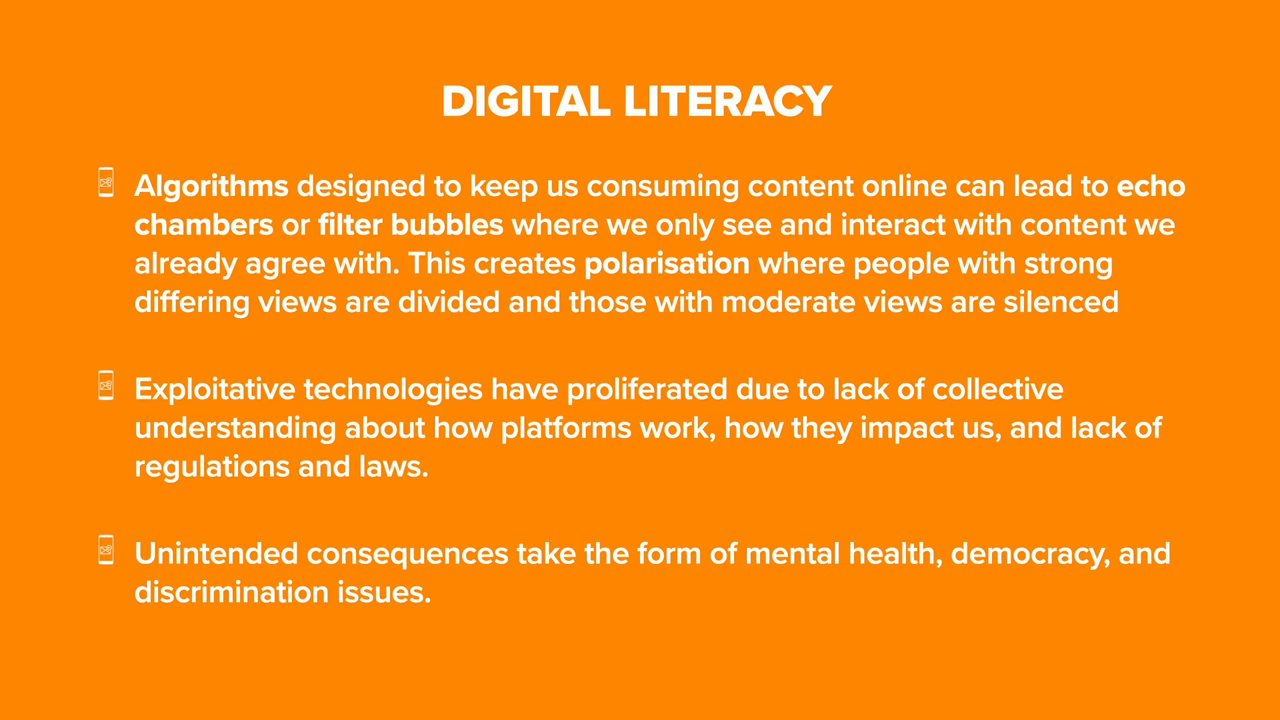 DIGITAL LITERACY
Algorithms designed to keep us consuming content online can lead to echo
chambers or filter bubbles where we only see and interact with content we
already agree with. This creates polarisation where people with strong
differing views are divided and those with moderate views are silenced
Exploitative technologies have proliferated due to lack of collective
understanding about how platforms work, how they impact us, and lack of
regulations and laws.
Unintended consequences take the form of mental health, democracy, and
discrimination issues.